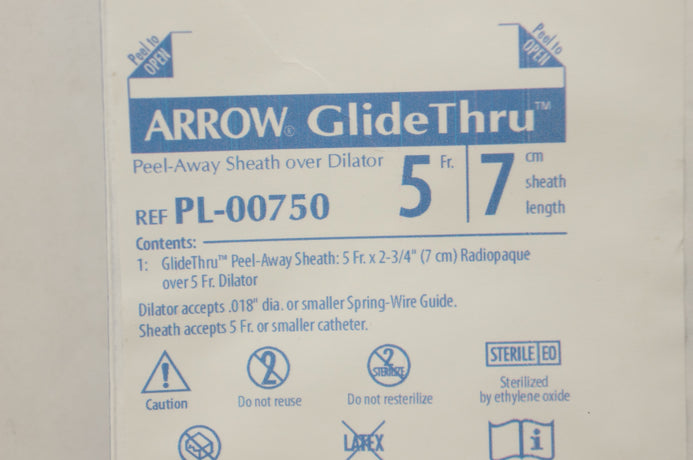 Peel to OPEN
Peel to OPEN
ARROW® GlideThru™
Peel-Away Sheath over Dilator
5 Fr.
7 cm sheath length
REF PL-00750
Contents:
1: GlideThru™ Peel-Away Sheath: 5 Fr. x 2-3/4" (7 cm) Radiopaque
over 5 Fr. Dilator
Dilator accepts .018" dia. or smaller Spring-Wire Guide.
Sheath accepts 5 Fr. or smaller catheter.
!
2
2
STERILIZE
STERILE EO
Caution
Do not reuse
Do not resterilize
Sterilized
by ethylene oxide
LATEX
i